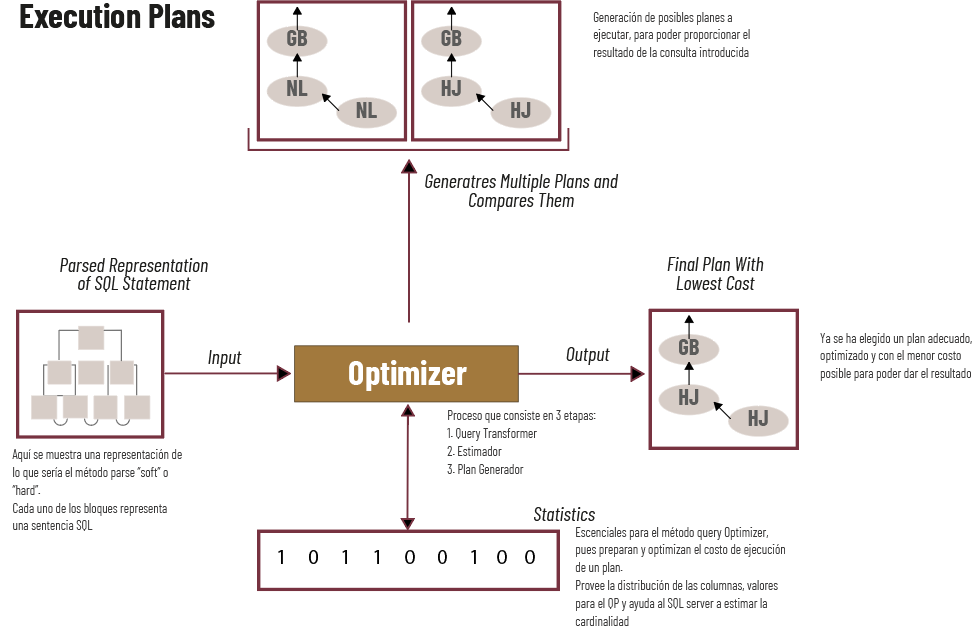 Execution Plans
GB
NL
NL
GB
HJ
HJ
Generación de posibles planes a
ejecutar, para poder proporcionar el
resultado de la consulta introducida
Generatres Multiple Plans and
Compares Them
Parsed Representation
of SQL Statement
Final Plan With
Lowest Cost
Input
Optimizer
Output
GB
HJ
HJ
Ya se ha elegido un plan adecuado,
optimizado y con el menor costo
posible para poder dar el resultado
Proceso que consiste en 3 etapas:
1. Query Transformer
2. Estimador
3. Plan Generador
Aquí se muestra una representación de
lo que sería el método parse "soft" o
"hard".
Cada uno de los bloques representa
una sentencia SQL
Statistics
1 0 1 1 0 0 1 0 0
Escenciales para el método query Optimizer,
pues preparan y optimizan el costo de ejecución
de un plan.
Provee la distribución de las columnas, valores
para el QP y ayuda al SQL server a estimar la
cardinalidad